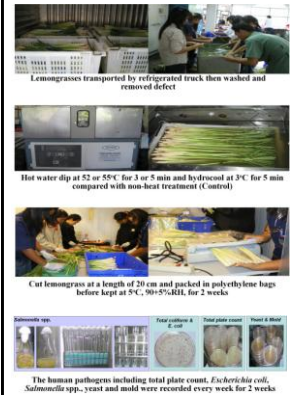 Lemongrasses transported by refrigerated truck then washed and
removed defect
Hot water dip at 52 or 55°C for 3 or 5 min and hydrocool at 3°C for 5 min
compared with non-heat treatment (Control)
Cut lemongrass at a length of 20 cm and packed in polyethylene bags
before kept at 5°C, 90+5%RH, for 2 weeks
Salmonella spp.
Total coliforms &
E. coli
Total plate count
Yeast & Mold
The human pathogens including total plate count, Escherichia coli,
Salmonella spp., yeast and mold were recorded every week for 2 weeks